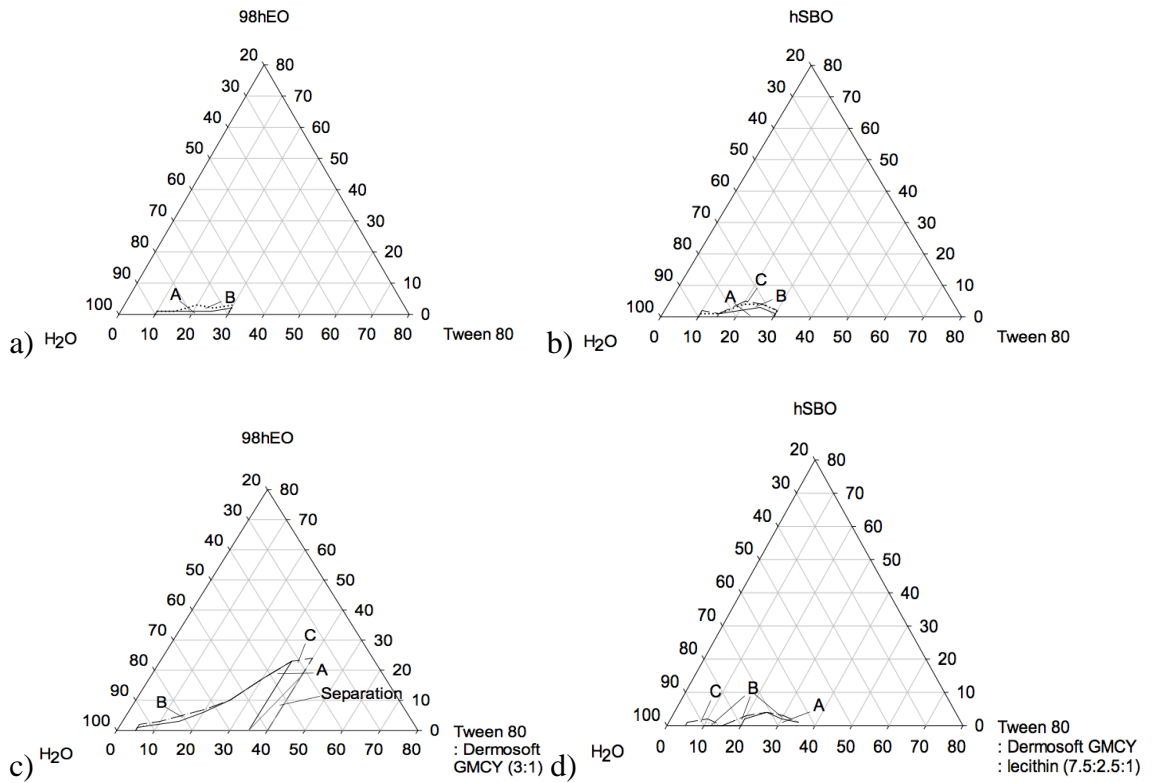 98hEO
20 80
30 70
40 60
50 50
60 40
70 30
80 20
90 10
A B
100 0
0 10 20 30 40 50 60 70 80
a) H2O Tween 80
hSBO
20 80
30 70
40 60
50 50
60 40
70 30
80 20
90 10
C
A B
100 0
0 10 20 30 40 50 60 70 80
b) H2O Tween 80
98hEO
20 80
30 70
40 60
50 50
60 40
70 30
C
80 20
A
Separation
90 10
B
100 0
0 10 20 30 40 50 60 70 80
c) H2O
Tween 80
: Dermosoft
GMCY (3:1)
hSBO
20 80
30 70
40 60
50 50
60 40
70 30
80 20
90 10
C B
A
100 0
0 10 20 30 40 50 60 70 80
d) H2O
Tween 80
: Dermosoft GMCY
: lecithin (7.5:2.5:1)